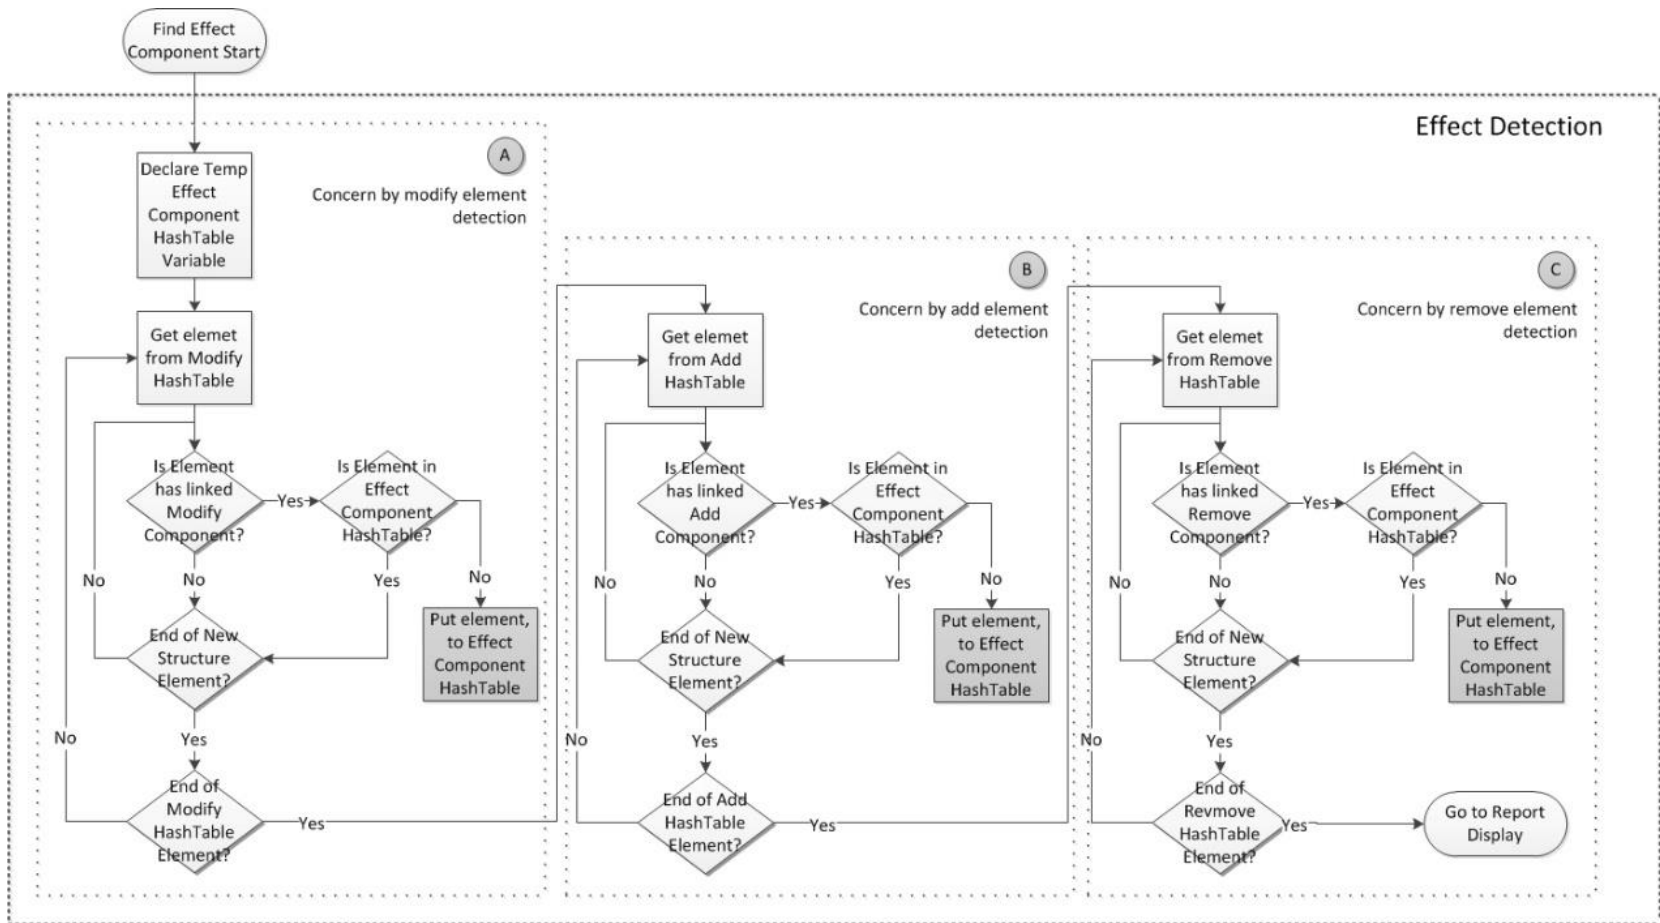 Find Effect
Component Start
Effect Detection
A
Concern by modify element
detection
Declare Temp
Effect
Component
HashTable
Variable
Get elemet
from Modify
HashTable
Is Element
has linked
Modify
Component?
Yes
Is Element in
Effect
Component
HashTable?
No
No
Yes
No
End of New
Structure
Element?
Put element,
to Effect
Component
HashTable
No
Yes
End of
Modify
HashTable
Element?
Yes
B
Concern by add element
detection
Get elemet
from Add
HashTable
Is Element
has linked
Add
Component?
Yes
Is Element in
Effect
Component
HashTable?
No
No
Yes
No
End of New
Structure
Element?
Put element,
to Effect
Component
HashTable
No
Yes
End of Add
HashTable
Element?
Yes
C
Concern by remove element
detection
Get elemet
from Remove
HashTable
Is Element
has linked
Remove
Component?
Yes
Is Element in
Effect
Component
HashTable?
No
No
Yes
No
End of New
Structure
Element?
Put element,
to Effect
Component
HashTable
No
Yes
End of
Revmove
HashTable
Element?
Yes
Go to Report
Display